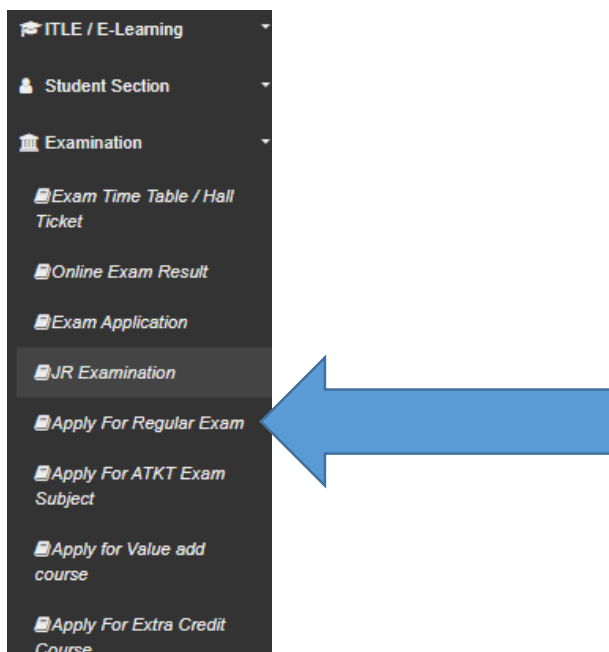 ITLE / E-Learning
Student Section
Examination
Exam Time Table / Hall
Ticket
Online Exam Result
Exam Application
JR Examination
Apply For Regular Exam
Apply For ATKT Exam
Subject
Apply for Value add
course
Apply For Extra Credit
Course